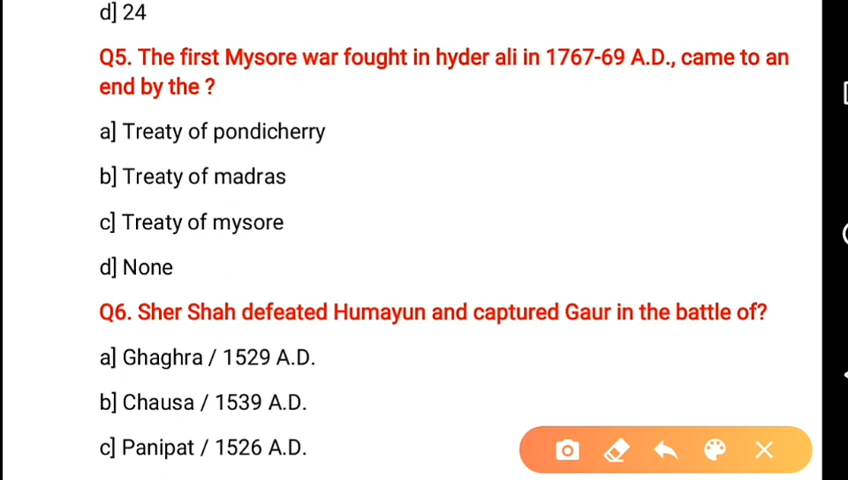 d] 24
Q5. The first Mysore war fought in hyder ali in 1767-69 A.D., came to an
end by the ?
a] Treaty of pondicherry
b] Treaty of madras
c] Treaty of mysore
d] None
Q6. Sher Shah defeated Humayun and captured Gaur in the battle of?
a] Ghaghra / 1529 A.D.
b] Chausa / 1539 A.D.
c] Panipat / 1526 A.D.